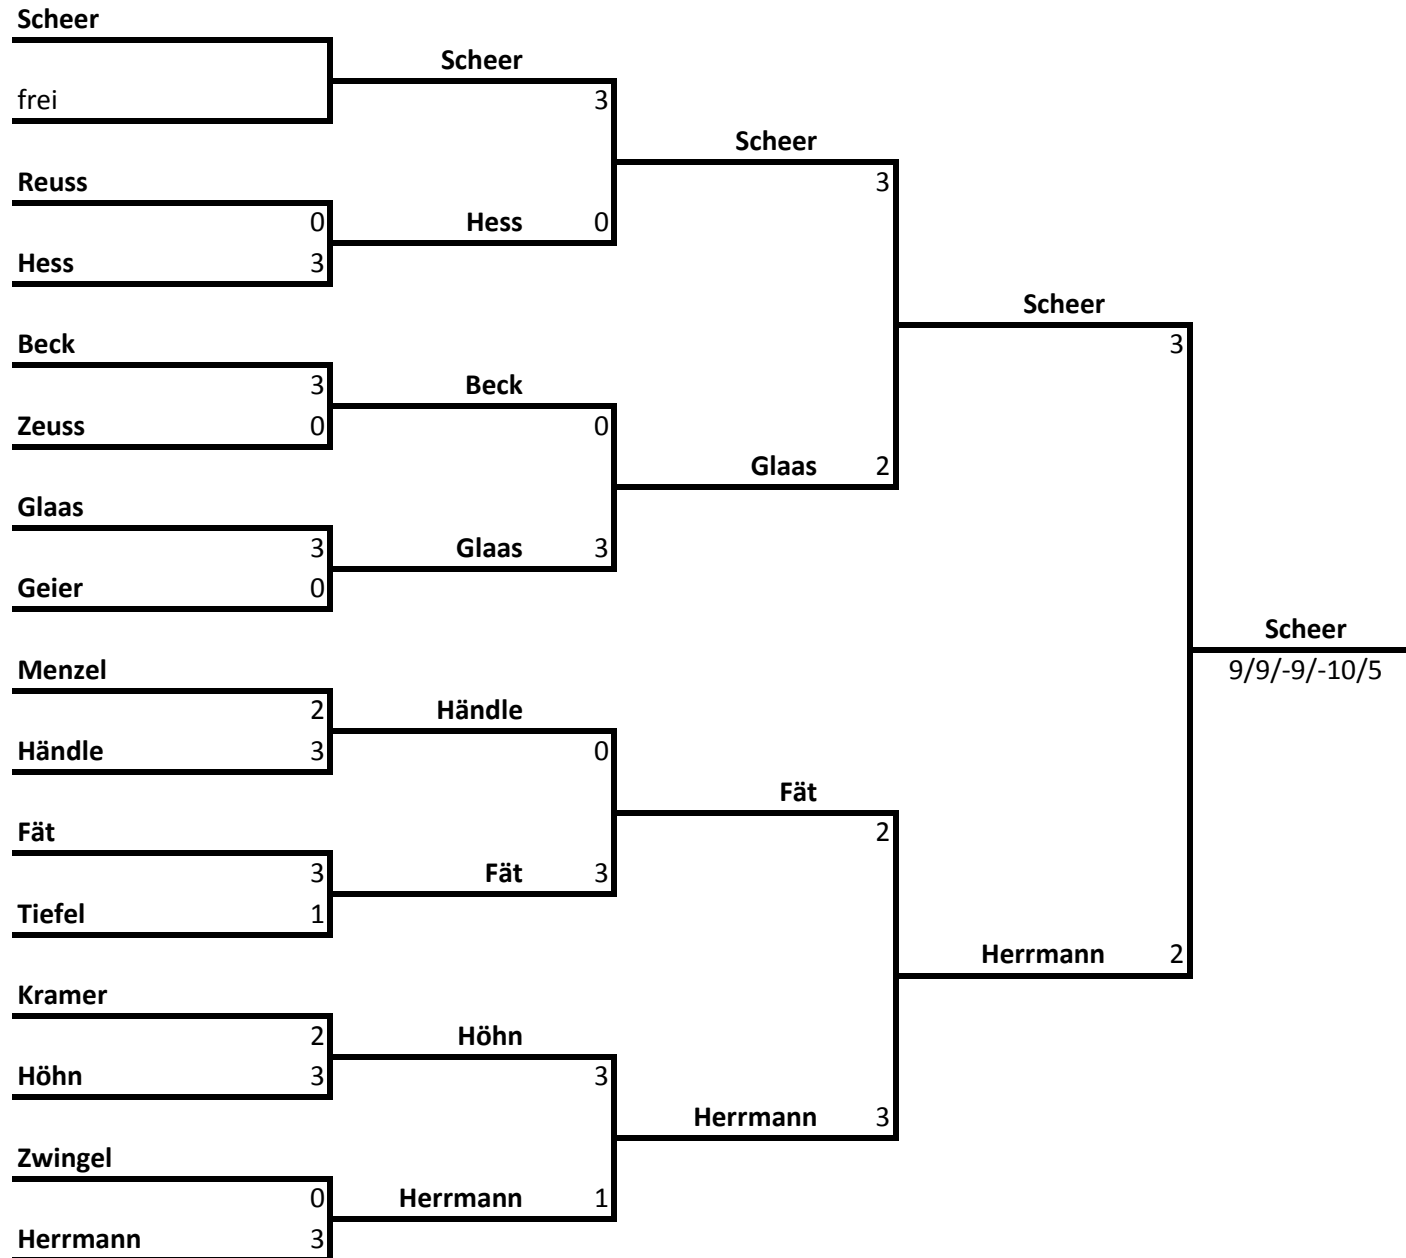 Scheer
Scheer
frei
3
Scheer
Reuss
3
0
Hess
0
Hess
3
Scheer
Beck
3
3
Beck
Zeuss
0
0
Glaas
2
Glaas
3
Glaas
3
Geier
0
Scheer
Menzel
9/9/-9/-10/5
2
Händle
Händle
3
0
Fät
Fät
2
3
Fät
3
Tiefel
1
Herrmann
2
Kramer
2
Höhn
Höhn
3
3
Herrmann
3
Zwingel
0
Herrmann
1
Herrmann
3